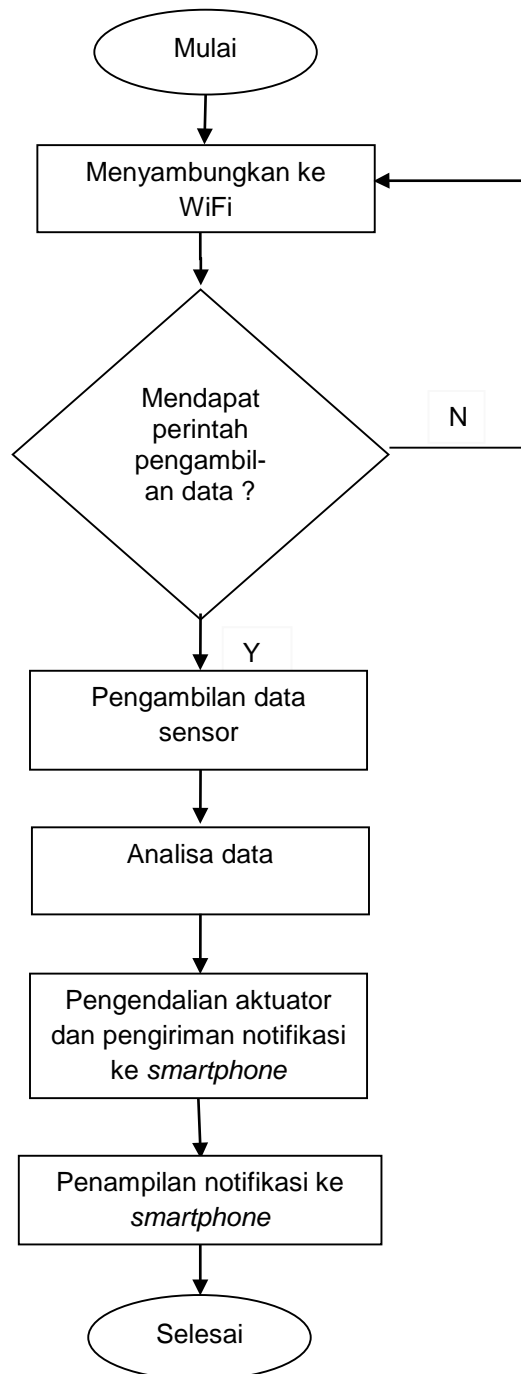 Mulai
Menyambungkan ke
WiFi
Mendapat
perintah
pengambil-
an data ?
N
Y
Pengambilan data
sensor
Analisa data
Pengendalian aktuator
dan pengiriman notifikasi
ke smartphone
Penampilan notifikasi ke
smartphone
Selesai